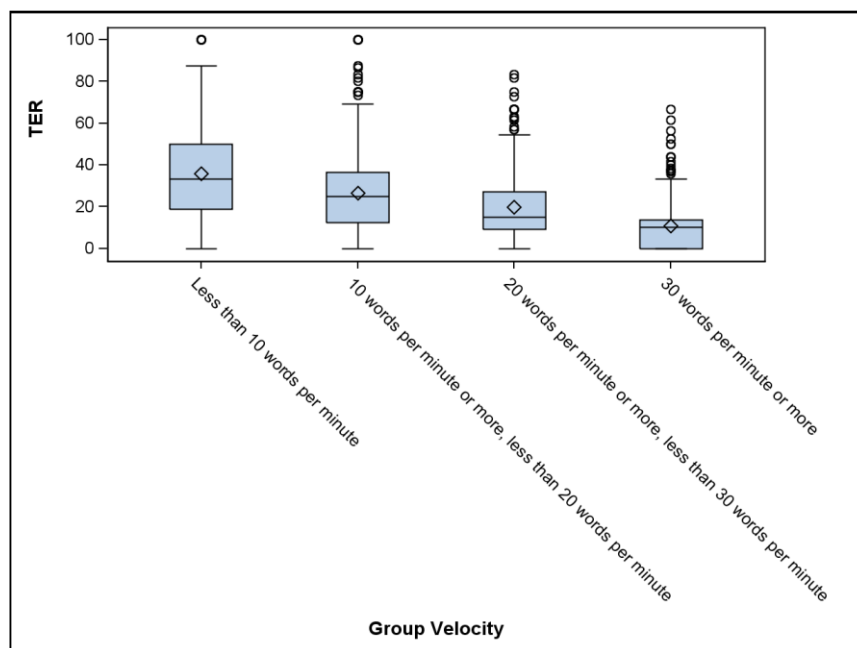 TER
100
80
60
40
20
0
Less than 10 words per minute
10 words per minute or more, less than 20 words per minute
20 words per minute or more, less than 30 words per minute
30 words per minute or more
Group Velocity